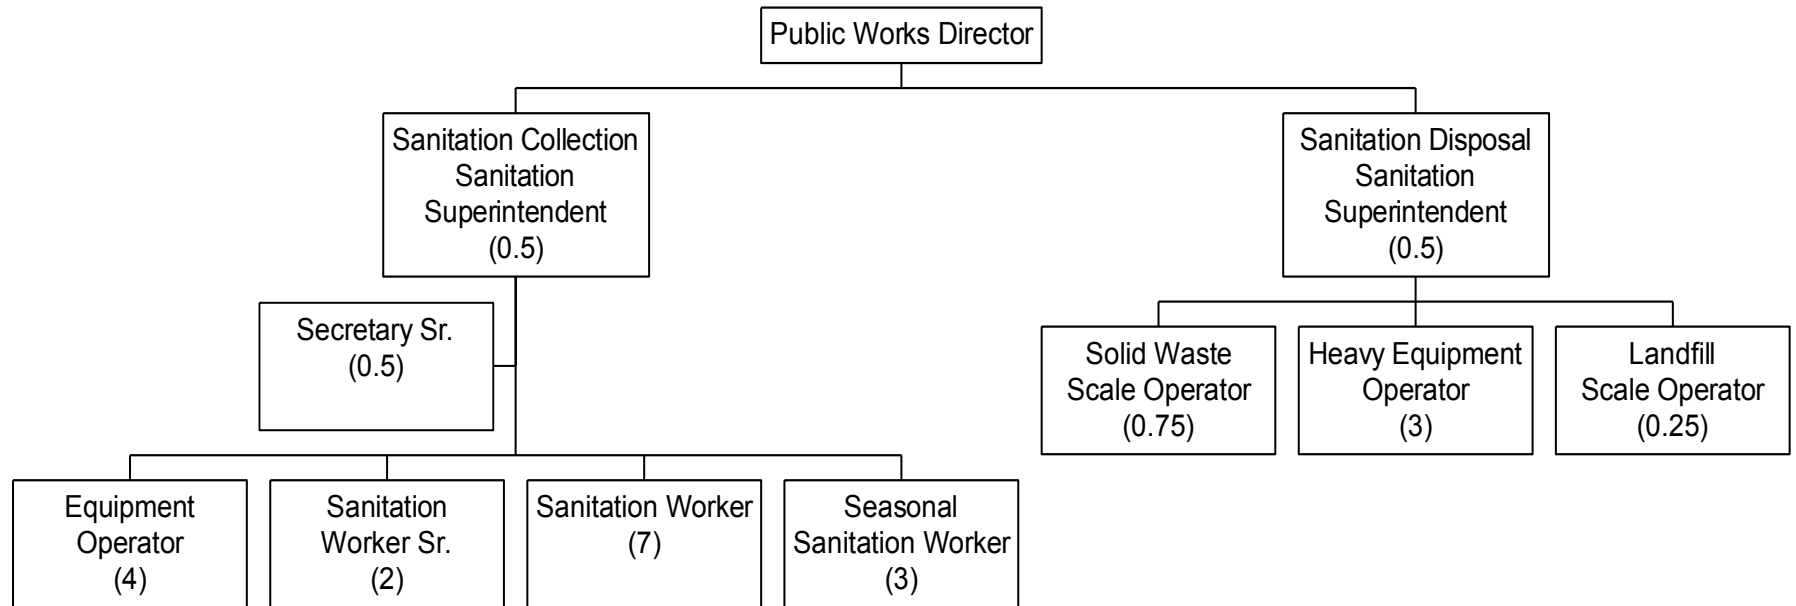 Public Works Director
Sanitation Collection
Sanitation
Superintendent
(0.5)
Sanitation Disposal
Sanitation
Superintendent
(0.5)
Secretary Sr.
(0.5)
Solid Waste
Scale Operator
(0.75)
Heavy Equipment
Operator
(3)
Landfill
Scale Operator
(0.25)
Equipment
Operator
(4)
Sanitation
Worker Sr.
(2)
Sanitation Worker
(7)
Seasonal
Sanitation Worker
(3)